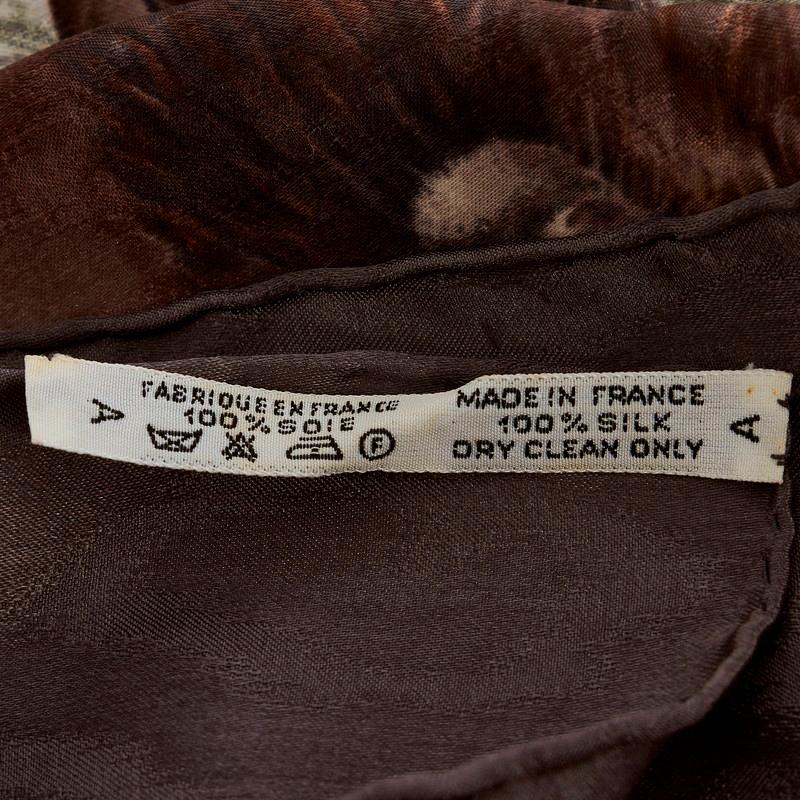 A
FABRIQUE EN FRANCE
100% SOIE
F
MADE IN FRANCE
100% SILK
DRY CLEAN ONLY
A